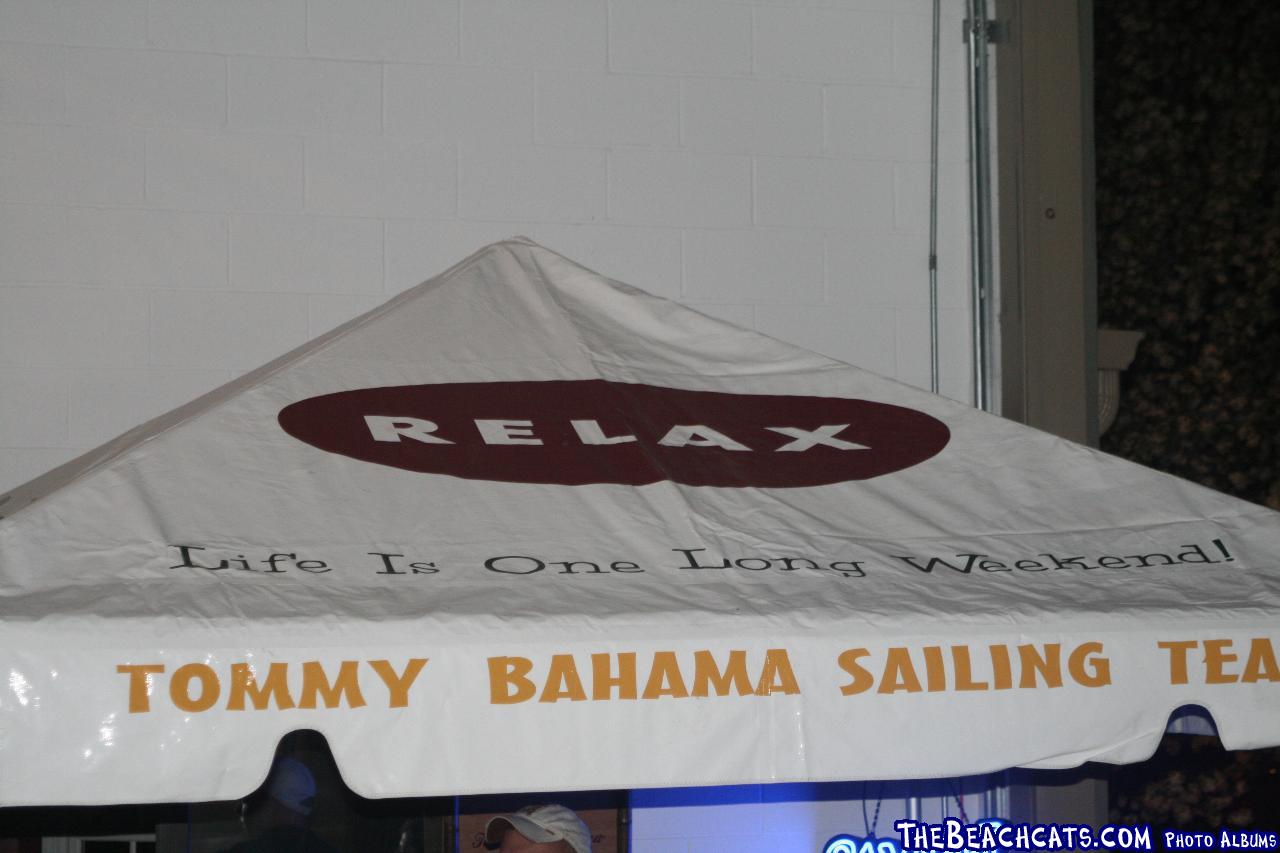 RELAX
Life Is One Long Weekend!
TOMMY BAHAMA SAILING TEA
THEBEACHCATS.COM PHOTO ALBUMS